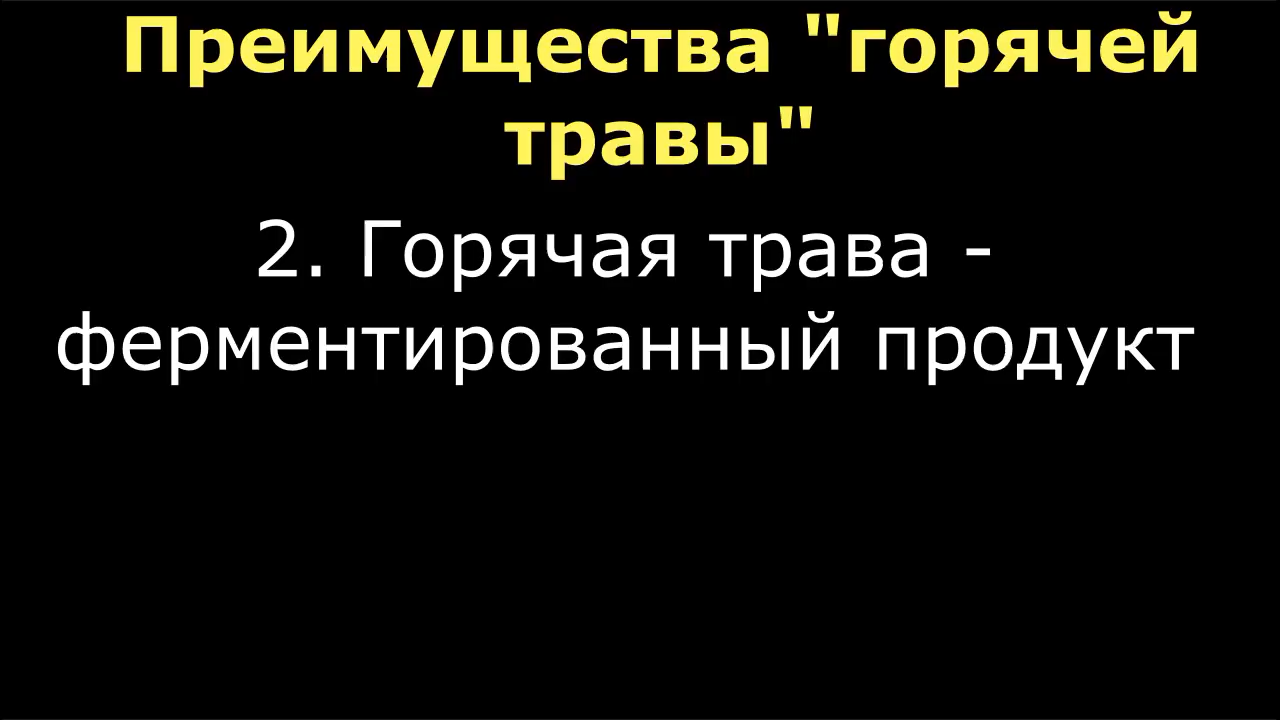 Преимущества "горячей
травы"
2. Горячая трава -
ферментированный продукт